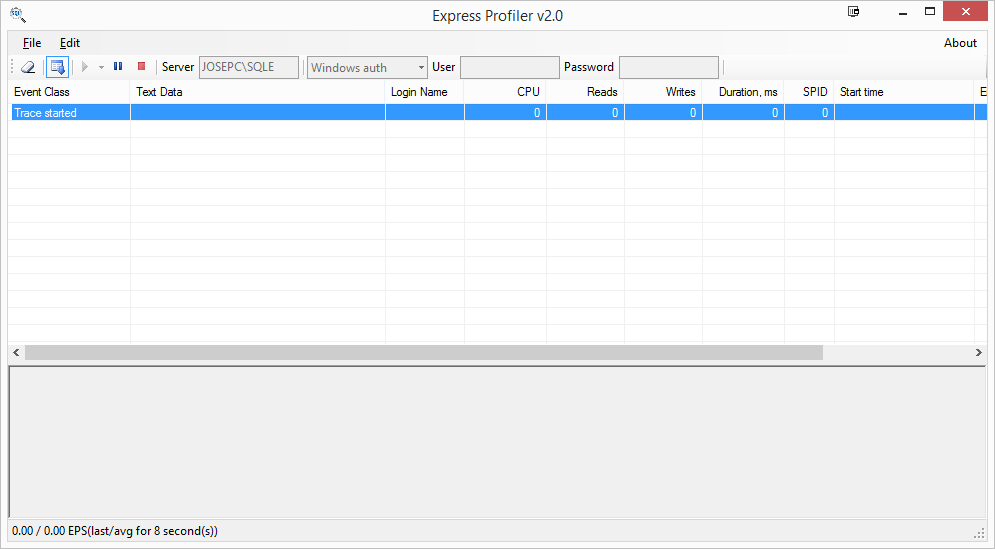 Express Profiler v2.0
File Edit About
Server JOSEPC\SQLE Windows auth User Password
Event Class Text Data Login Name CPU Reads Writes Duration, ms SPID Start time E
Trace started 0 0 0 0 0
0.00 / 0.00 EPS(last/avg for 8 second(s))